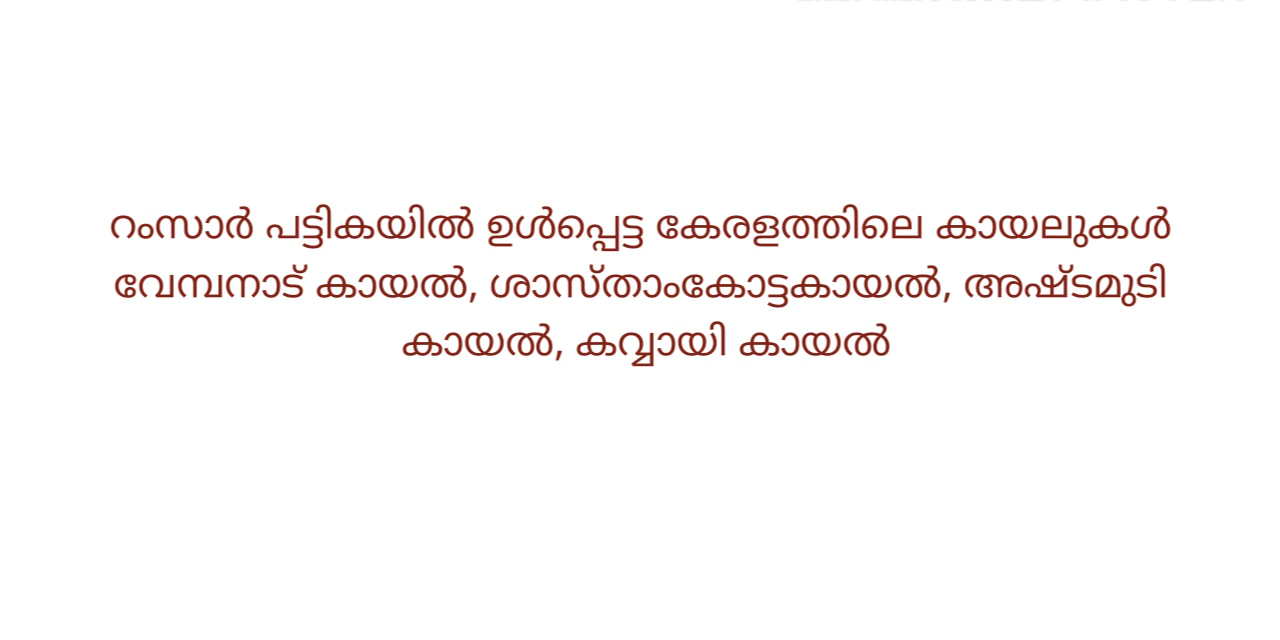 റംസാർ പട്ടികയിൽ ഉൾപ്പെട്ട കേരളത്തിലെ കായലുകൾ
വേമ്പനാട് കായൽ, ശാസ്താംകോട്ടകായൽ, അഷ്ടമുടി
കായൽ, കവ്വായി കായൽ